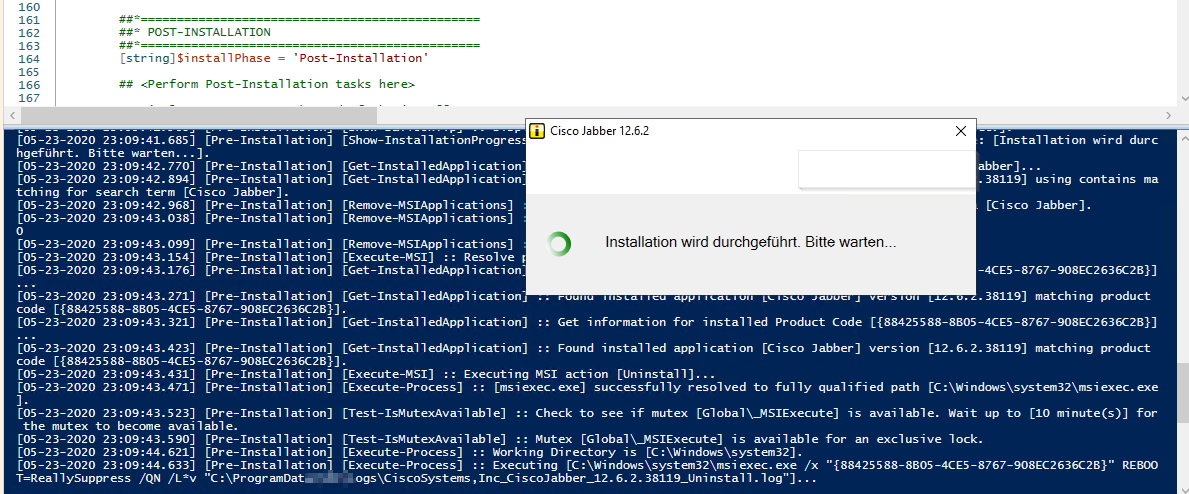 160
161 ##*===============================================
162 ##* POST-INSTALLATION
163 ##*===============================================
164 [string]$installPhase = 'Post-Installation'
165
166 ## <Perform Post-Installation tasks here>
167
Cisco Jabber 12.6.2
Installation wird durchgeführt. Bitte warten...
[05-23-2020 23:09:41.685] [Pre-Installation] [Show-InstallationProgress : [Installation wird durc
hgeführt. Bitte warten...].
[05-23-2020 23:09:42.770] [Pre-Installation] [Get-InstalledApplication] abber]...
[05-23-2020 23:09:42.894] [Pre-Installation] [Get-InstalledApplication] .38119] using contains ma
tching for search term [Cisco Jabber].
[05-23-2020 23:09:42.968] [Pre-Installation] [Remove-MSIApplications] : [Cisco Jabber].
[05-23-2020 23:09:43.038] [Pre-Installation] [Remove-MSIApplications] :
0
[05-23-2020 23:09:43.099] [Pre-Installation] [Remove-MSIApplications] :
[05-23-2020 23:09:43.154] [Pre-Installation] [Execute-MSI] :: Resolve
[05-23-2020 23:09:43.176] [Pre-Installation] [Get-InstalledApplication] -4CE5-8767-908EC2636C2B}]
...
[05-23-2020 23:09:43.271] [Pre-Installation] [Get-InstalledApplication] :: Found installed application [Cisco Jabber] version [12.6.2.38119] matching product
code [{88425588-8B05-4CE5-8767-908EC2636C2B}].
[05-23-2020 23:09:43.321] [Pre-Installation] [Get-InstalledApplication] :: Get information for installed Product Code [{88425588-8B05-4CE5-8767-908EC2636C2B}]
...
[05-23-2020 23:09:43.423] [Pre-Installation] [Get-InstalledApplication] :: Found installed application [Cisco Jabber] version [12.6.2.38119] matching product
code [{88425588-8B05-4CE5-8767-908EC2636C2B}].
[05-23-2020 23:09:43.431] [Pre-Installation] [Execute-MSI] :: Executing MSI action [Uninstall]...
[05-23-2020 23:09:43.471] [Pre-Installation] [Execute-Process] :: [msiexec.exe] successfully resolved to fully qualified path [C:\Windows\system32\msiexec.exe
].
[05-23-2020 23:09:43.523] [Pre-Installation] [Test-IsMutexAvailable] :: Check to see if mutex [Global\_MSIExecute] is available. Wait up to [10 minute(s)] for
the mutex to become available.
[05-23-2020 23:09:43.590] [Pre-Installation] [Test-IsMutexAvailable] :: Mutex [Global\_MSIExecute] is available for an exclusive lock.
[05-23-2020 23:09:44.621] [Pre-Installation] [Execute-Process] :: Working Directory is [C:\Windows\system32].
[05-23-2020 23:09:44.633] [Pre-Installation] [Execute-Process] :: Executing [C:\Windows\system32\msiexec.exe /x "{88425588-8B05-4CE5-8767-908EC2636C2B}" REBOO
T=ReallySuppress /QN /L*v "C:\ProgramDat ogs\CiscoSystems,Inc_CiscoJabber_12.6.2.38119_Uninstall.log"]...